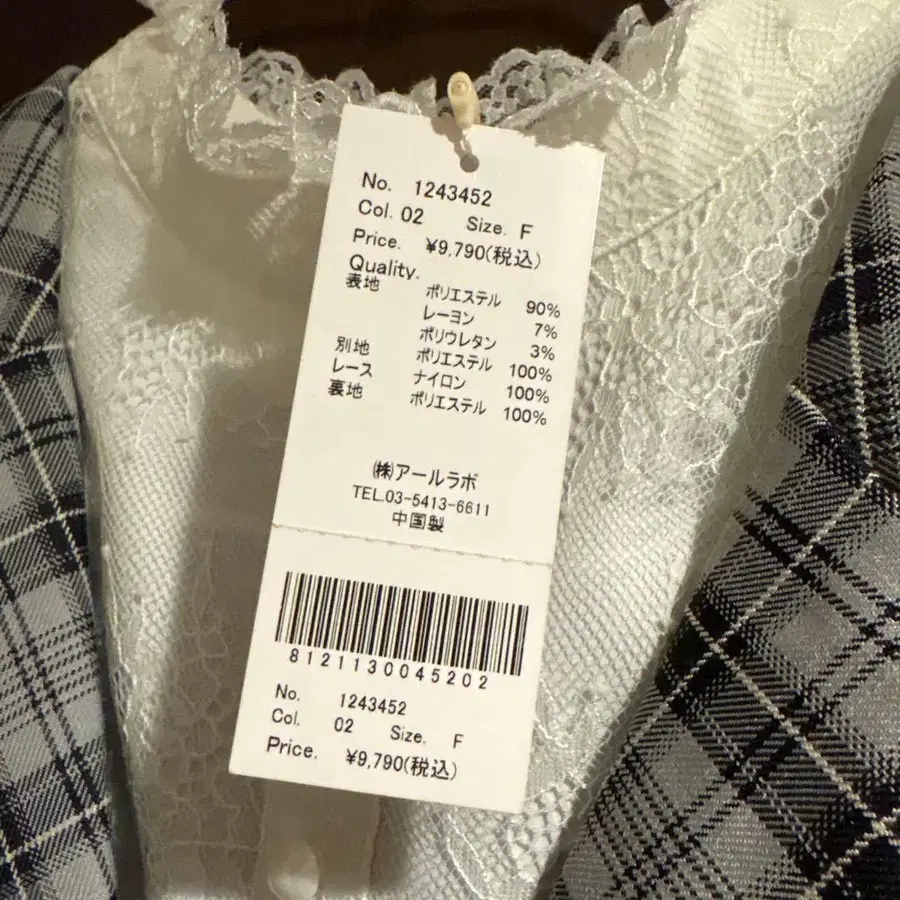 No. 1243452
Col. 02 Size. F
Price. ¥9,790(税込)
Quality.
表地 ポリエステル 90%
レーヨン 7%
ポリウレタン 3%
別地 ポリエステル 100%
レース ナイロン 100%
裏地 ポリエステル 100%
㈱アールラボ
TEL.03-5413-6611
中国製
8121130045202
No. 1243452
Col. 02 Size. F
Price. ¥9,790(税込)